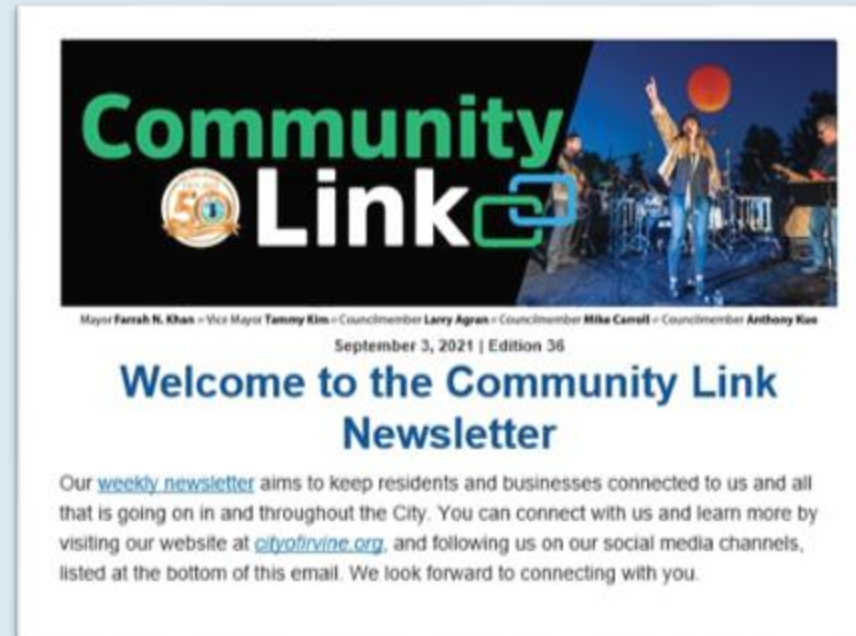 Community
50
Link
Mayor Farrah N. Khan • Vice Mayor Tammy Kim • Councilmember Larry Agran • Councilmember Mike Carroll • Councilmember Anthony Kuo
September 3, 2021 | Edition 36
Welcome to the Community Link
Newsletter
Our weekly newsletter aims to keep residents and businesses connected to us and all
that is going on in and throughout the City. You can connect with us and learn more by
visiting our website at cityofirvine.org, and following us on our social media channels,
listed at the bottom of this email. We look forward to connecting with you.